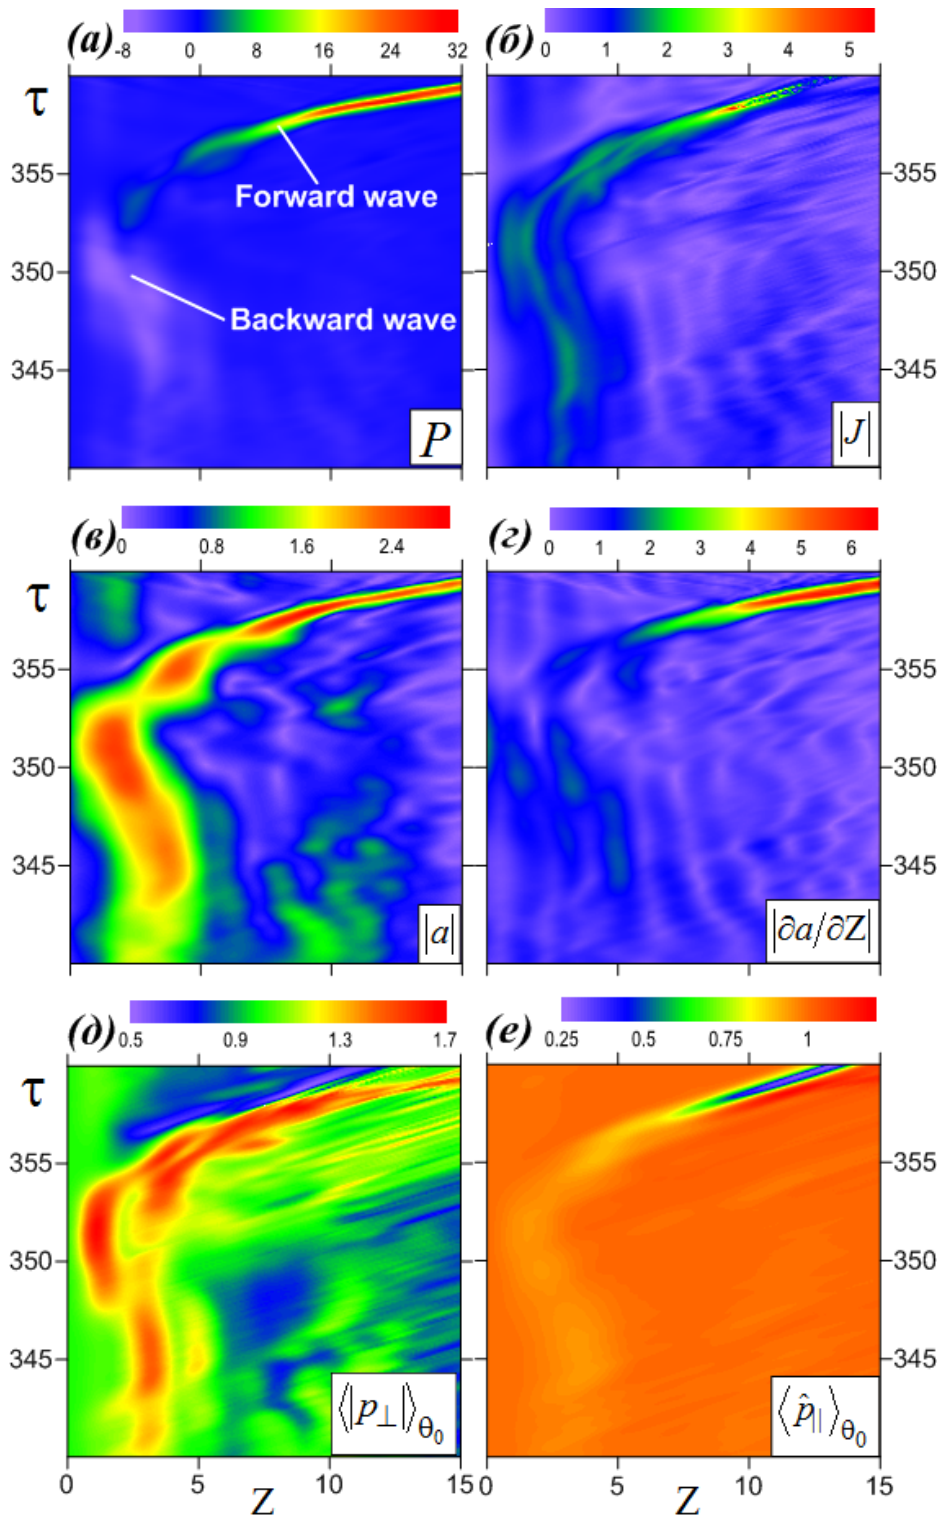 (а) -8 0 8 16 24 32
(б) 0 1 2 3 4 5
τ
355
350
345
Forward wave
Backward wave
P
355
350
345
|J|
(в) 0 0.8 1.6 2.4
(г) 0 1 2 3 4 5 6
τ
355
350
345
|a|
355
350
345
|∂a/∂Z|
(д) 0.5 0.9 1.3 1.7
(е) 0.25 0.5 0.75 1
τ
355
350
345
⟨|p⊥|⟩θ₀
355
350
345
⟨p̂||⟩θ₀
0 5 10 15
Z
0 5 10 15
Z